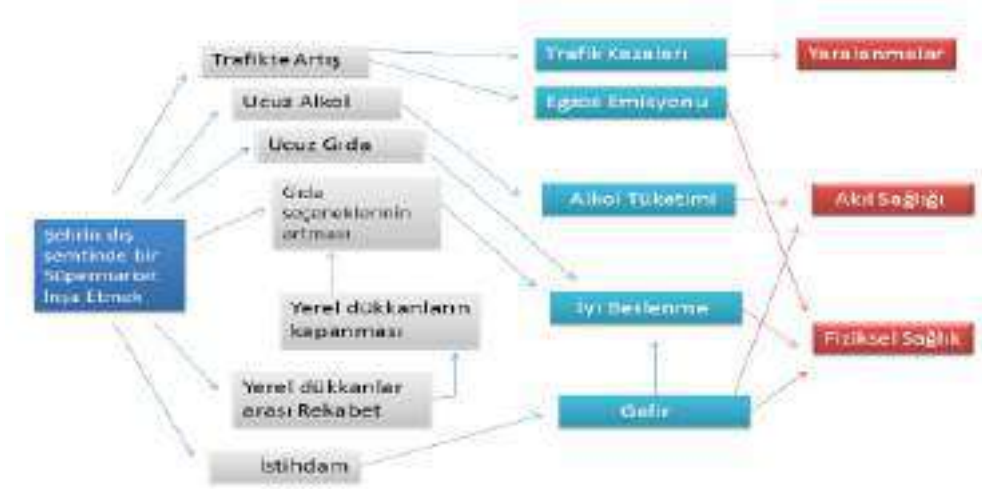 Trafikte Artış
Ucuz Alkol
Ucuz Gıda
Gıda
seçeneklerinin
artması
Şehrin dış
semtinde bir
Süpermarket
İnşa Etmek
Yerel dükkanların
kapanması
Yerel dükkanlar
arası Rekabet
İstihdam
Trafik Kazaları
Egzos Emisyonu
Alkol Tüketimi
İyi Beslenme
Gelir
Yaralanmalar
Akıl Sağlığı
Fiziksel Sağlık